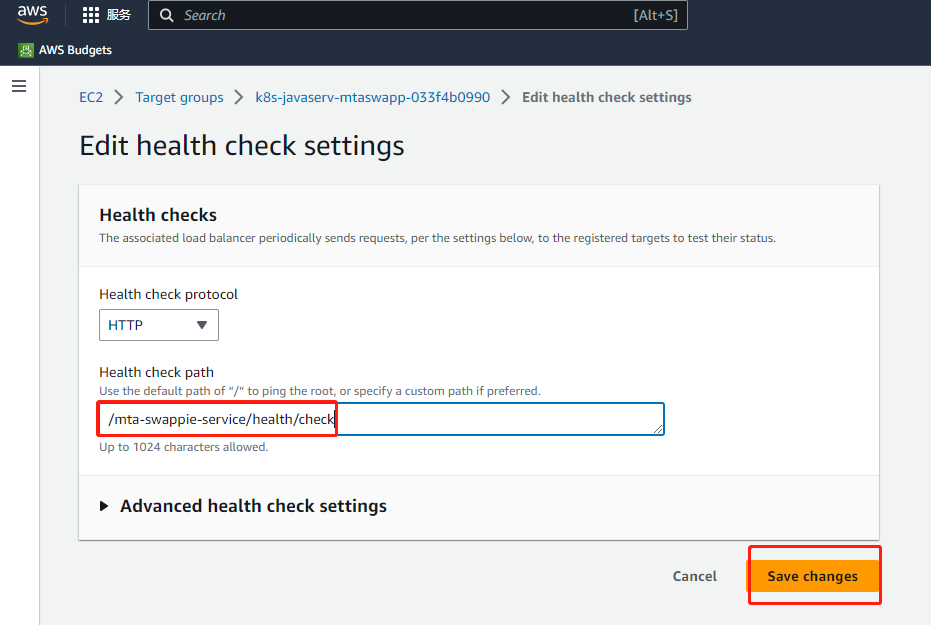 aws
服务
Search [Alt+S]
AWS Budgets
EC2 > Target groups > k8s-javaserv-mtaswapp-033f4b0990 > Edit health check settings
Edit health check settings
Health checks
The associated load balancer periodically sends requests, per the settings below, to the registered targets to test their status.
Health check protocol
HTTP
Health check path
Use the default path of "/" to ping the root, or specify a custom path if preferred.
/mta-swappie-service/health/check
Up to 1024 characters allowed.
Advanced health check settings
Cancel
Save changes